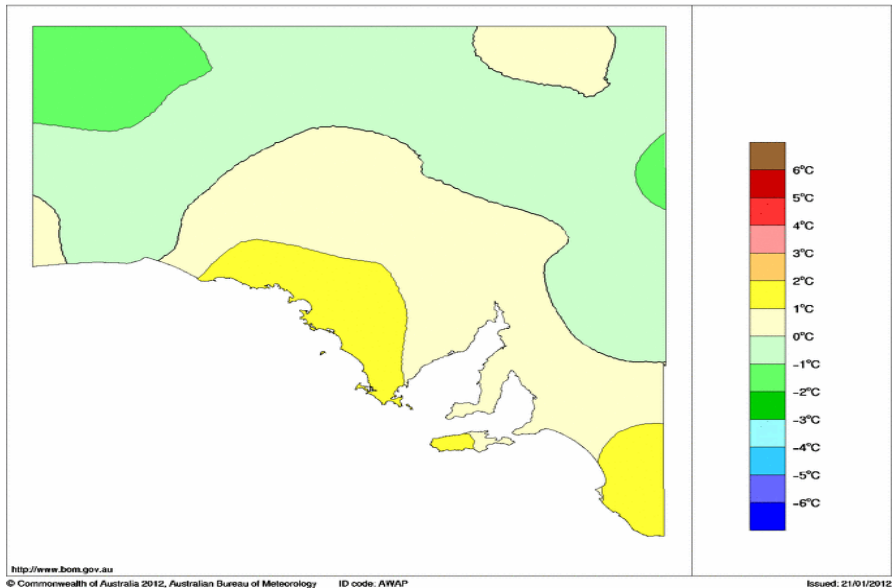 6°C
5°C
4°C
3°C
2°C
1°C
0°C
−1°C
−2°C
−3°C
−4°C
−5°C
−6°C
http://www.bom.gov.au
© Commonwealth of Australia 2012, Australian Bureau of Meteorology ID code: AWAP Issued: 21/01/2012